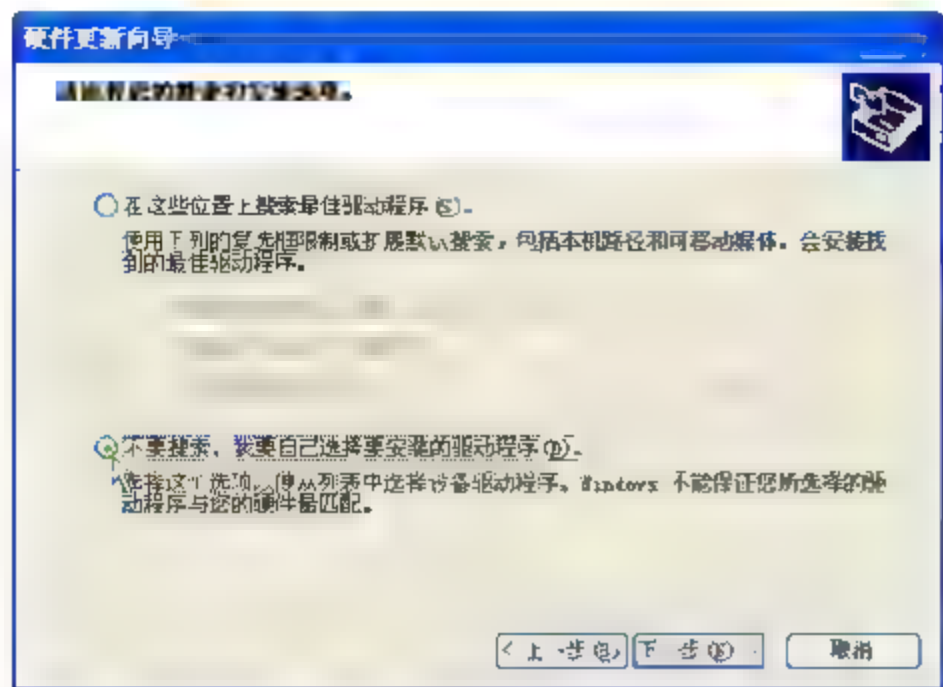 硬件更新向导
在这些位置上搜索最佳驱动程序(S)。
使用下列的复选框限制或扩展默认搜索，包括本机路径和可移动媒体。会安装找
到的最佳驱动程序。
不要搜索。我要自己选择要安装的驱动程序(D)。
选择这个选项，便从列表中选择设备驱动程序。Windows 不能保证您所选择的驱
动程序与您的硬件最匹配。
<上一步(B) 下一步(N) 取消